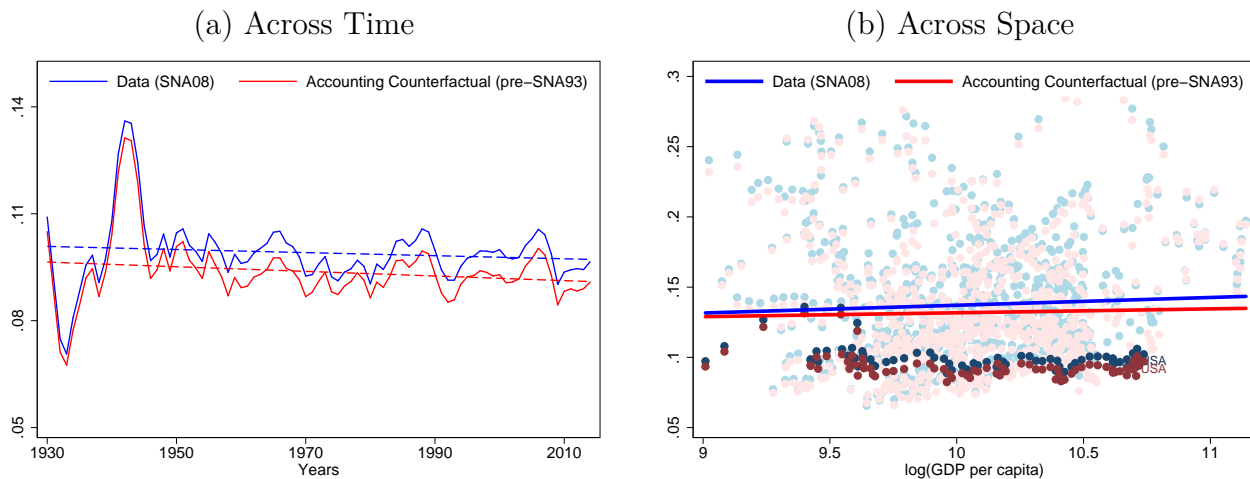 (a) Across Time
Data (SNA08)
Accounting Counterfactual (pre−SNA93)
.14
.11
.08
.05
1930
1950
1970
1990
2010
Years
(b) Across Space
Data (SNA08)
Accounting Counterfactual (pre−SNA93)
.3
.25
.2
.15
.1
.05
USA
USA
9
9.5
10
10.5
11
log(GDP per capita)